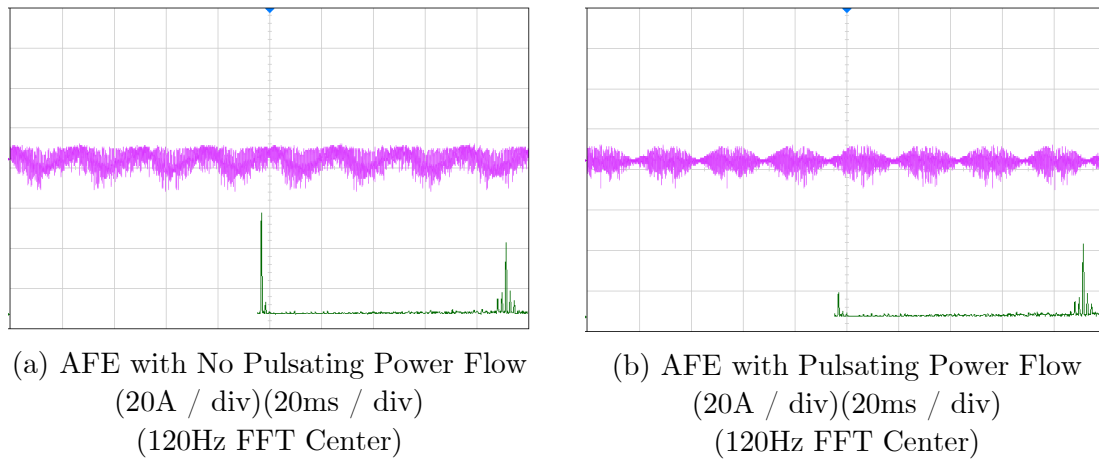 (a) AFE with No Pulsating Power Flow
(20A / div)(20ms / div)
(120Hz FFT Center)
(b) AFE with Pulsating Power Flow
(20A / div)(20ms / div)
(120Hz FFT Center)